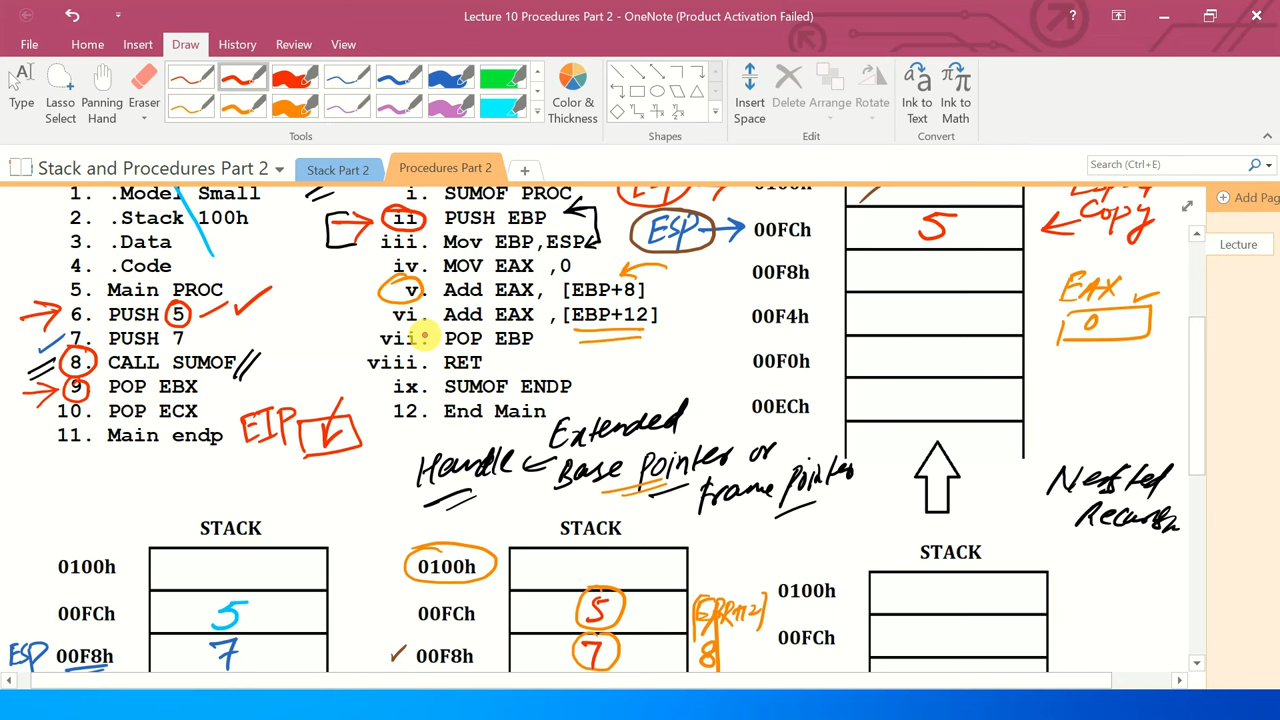 Lecture 10 Procedures Part 2 - OneNote (Product Activation Failed)
File Home Insert Draw History Review View
Type
Lasso Select
Panning Hand
Eraser
Color & Thickness
Insert Space
Delete
Arrange
Rotate
Ink to Text
Ink to Math
Tools
Shapes
Edit
Convert
Stack and Procedures Part 2
Stack Part 2
Procedures Part 2
Search (Ctrl+E)
Add Pag
Lecture
1. .Model Small
2. .Stack 100h
3. .Data
4. .Code
5. Main PROC
6. PUSH 5
7. PUSH 7
8. CALL SUMOF
9. POP EBX
10. POP ECX
11. Main endp
EIP
i. SUMOF PROC
ii. PUSH EBP
iii. Mov EBP,ESP
iv. MOV EAX ,0
v. Add EAX, [EBP+8]
vi. Add EAX ,[EBP+12]
vii. POP EBP
viii. RET
ix. SUMOF ENDP
12. End Main
ESP
0100h
00FCh 5
00F8h
00F4h
00F0h
00ECh
Copy
EAX
0
Handle
Extended
Base Pointer or
frame pointer
STACK
0100h
00FCh 5
ESP 00F8h 7
STACK
0100h
00FCh 5
00F8h 7
[EBP+12]
8
STACK
0100h
00FCh